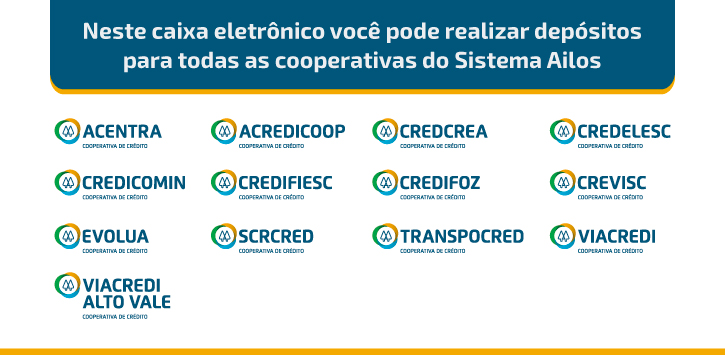 Neste caixa eletrônico você pode realizar depósitos
para todas as cooperativas do Sistema Ailos
ACENTRA
COOPERATIVA DE CRÉDITO
ACREDICOOP
COOPERATIVA DE CRÉDITO
CREDCREA
COOPERATIVA DE CRÉDITO
CREDELESC
COOPERATIVA DE CRÉDITO
CREDICOMIN
COOPERATIVA DE CRÉDITO
CREDIFIESC
COOPERATIVA DE CRÉDITO
CREDIFOZ
COOPERATIVA DE CRÉDITO
CREVISC
COOPERATIVA DE CRÉDITO
EVOLUA
COOPERATIVA DE CRÉDITO
SCRCRED
COOPERATIVA DE CRÉDITO
TRANSPOCRED
COOPERATIVA DE CRÉDITO
VIACREDI
COOPERATIVA DE CRÉDITO
VIACREDI
ALTO VALE
COOPERATIVA DE CRÉDITO